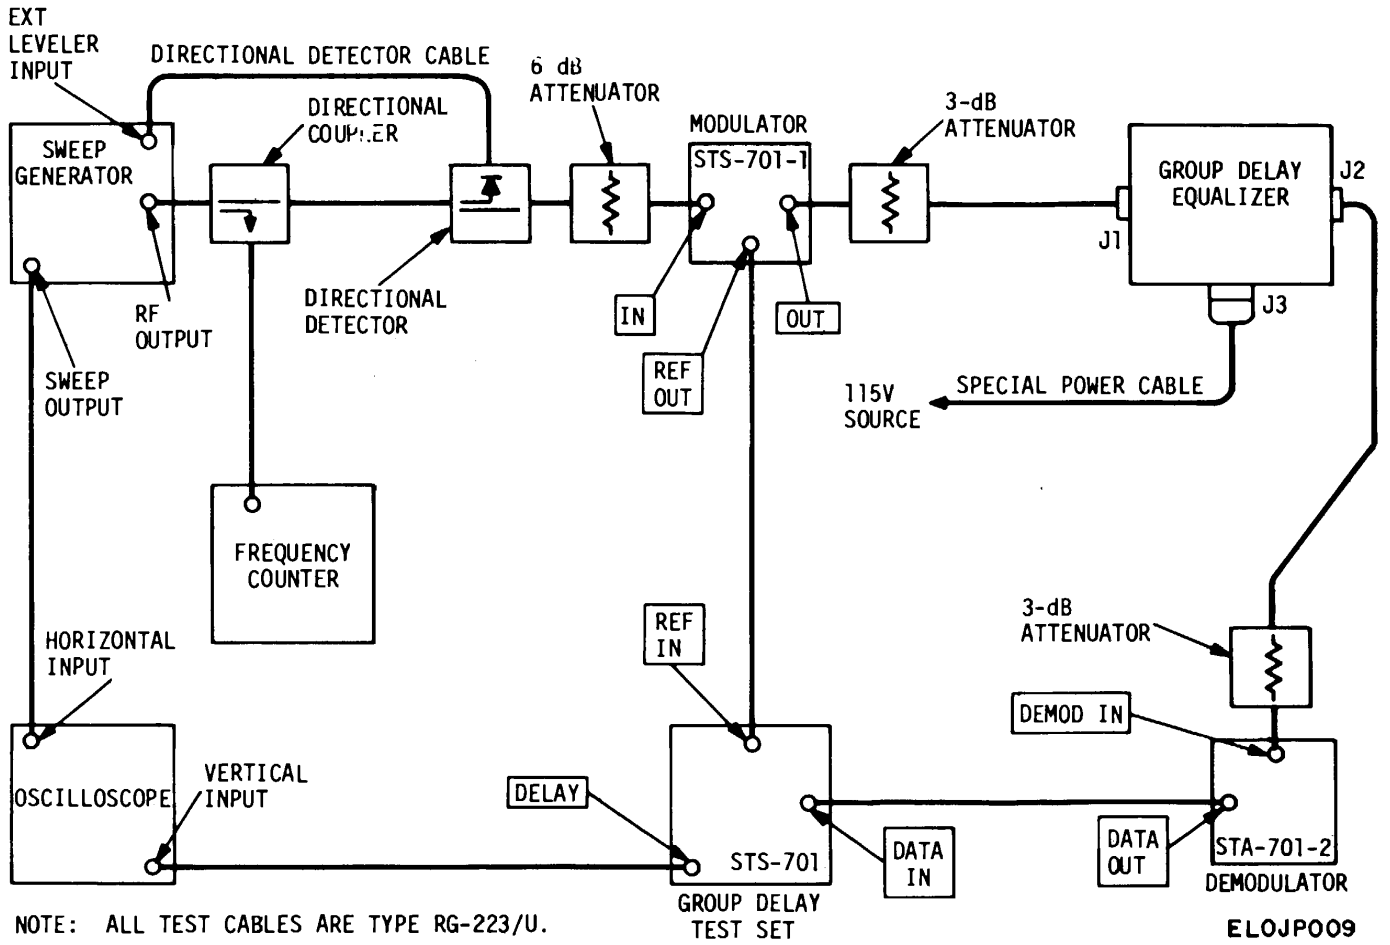 EXT
LEVELER
INPUT
DIRECTIONAL DETECTOR CABLE
DIRECTIONAL
COUPLER
6 dB
ATTENUATOR
MODULATOR
STS-701-1
3-dB
ATTENUATOR
SWEEP
GENERATOR
GROUP DELAY
EQUALIZER
J2
J1
J3
RF
OUTPUT
DIRECTIONAL
DETECTOR
IN
OUT
REF
OUT
SWEEP
OUTPUT
115V
SOURCE
SPECIAL POWER CABLE
FREQUENCY
COUNTER
HORIZONTAL
INPUT
REF
IN
3-dB
ATTENUATOR
DEMOD IN
OSCILLOSCOPE
VERTICAL
INPUT
DELAY
STS-701
DATA
IN
DATA
OUT
STA-701-2
DEMODULATOR
GROUP DELAY
TEST SET
NOTE: ALL TEST CABLES ARE TYPE RG-223/U.
ELOJP009